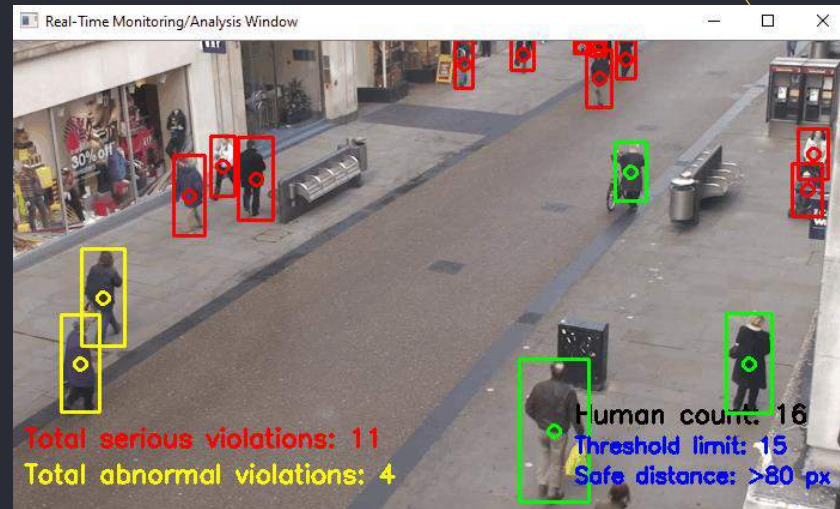 Real-Time Monitoring/Analysis Window
30% off
Human count: 16
Total serious violations: 11
Threshold limit: 15
Total abnormal violations: 4
Safe distance: >80 px